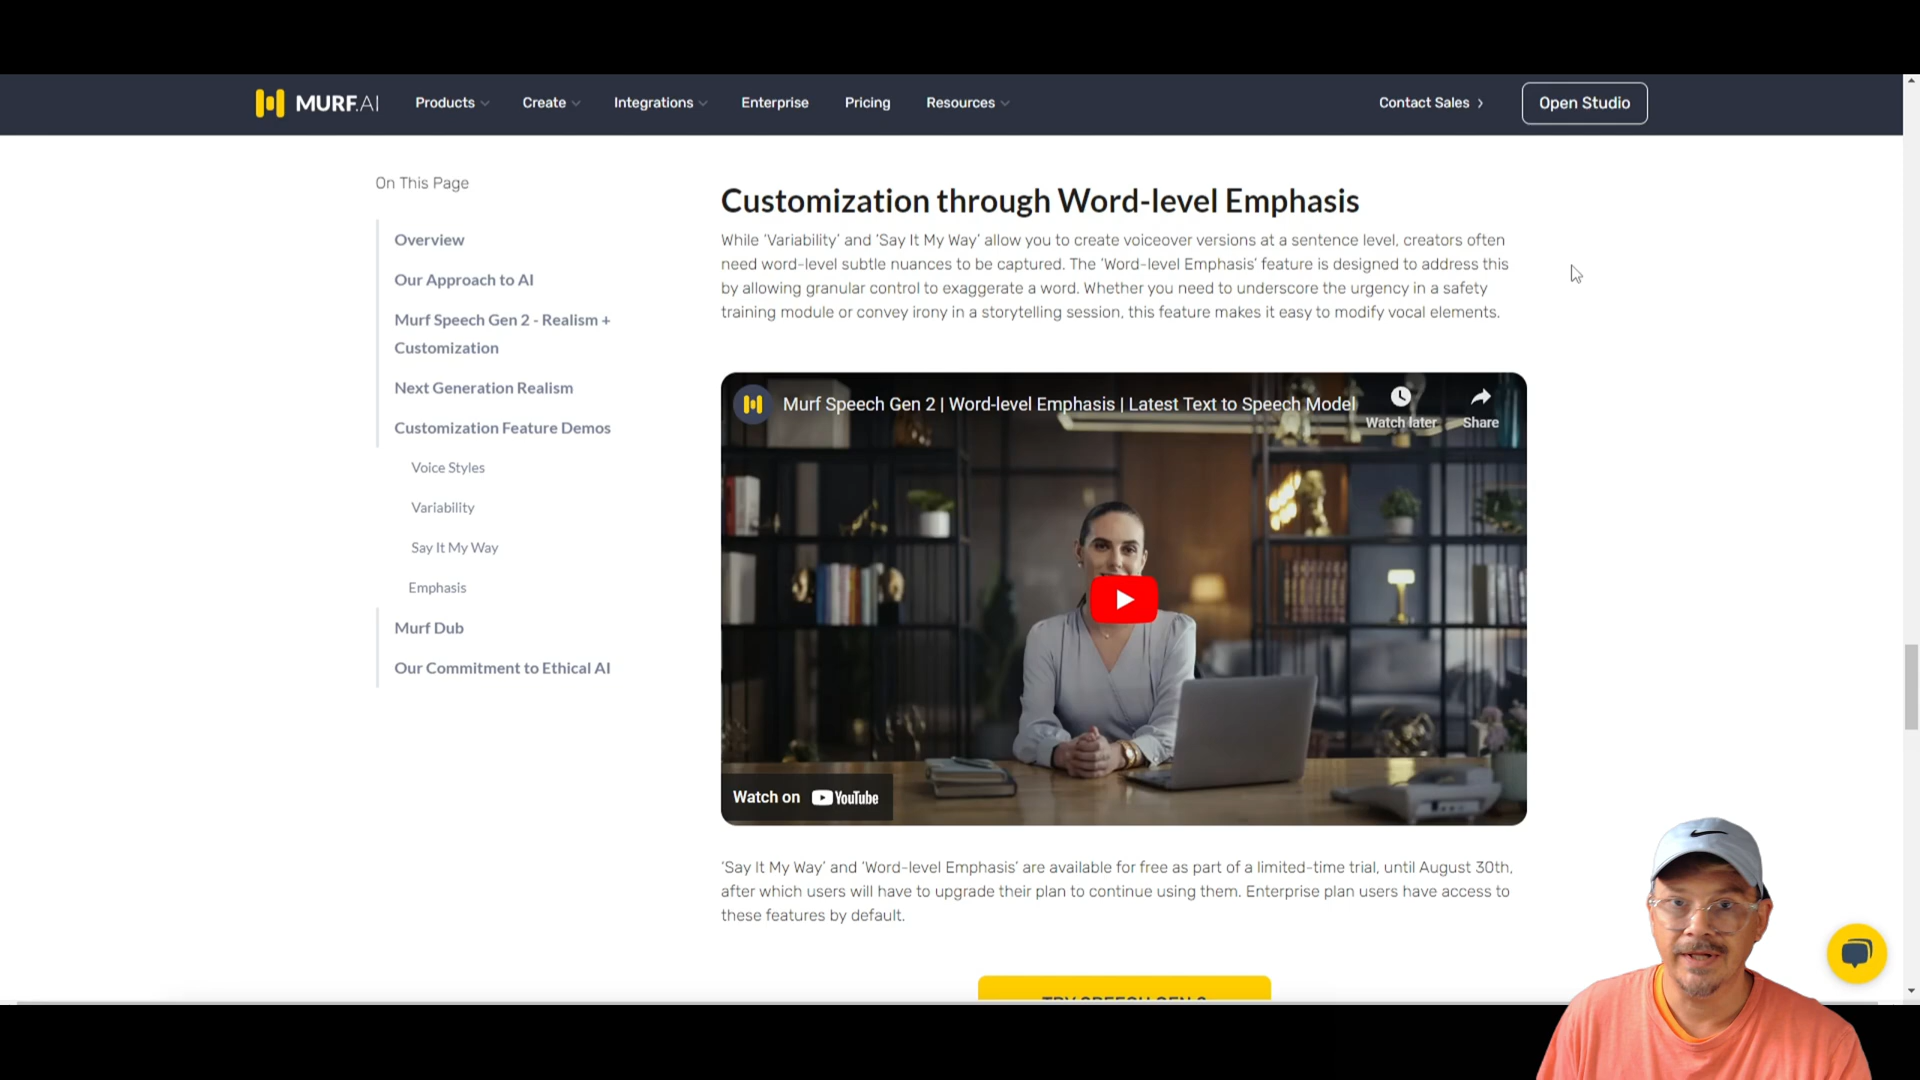 MURF.AI
Products
Create
Integrations
Enterprise
Pricing
Resources
Contact Sales
Open Studio
On This Page
Overview
Our Approach to AI
Murf Speech Gen 2 - Realism +
Customization
Next Generation Realism
Customization Feature Demos
Voice Styles
Variability
Say It My Way
Emphasis
Murf Dub
Our Commitment to Ethical AI
Customization through Word-level Emphasis
While ‘Variability’ and ‘Say It My Way’ allow you to create voiceover versions at a sentence level, creators often
need word-level subtle nuances to be captured. The ‘Word-level Emphasis’ feature is designed to address this
by allowing granular control to exaggerate a word. Whether you need to underscore the urgency in a safety
training module or convey irony in a storytelling session, this feature makes it easy to modify vocal elements.
Murf Speech Gen 2 | Word-level Emphasis | Latest Text to Speech Model
Watch later
Share
Watch on YouTube
‘Say It My Way’ and ‘Word-level Emphasis’ are available for free as part of a limited-time trial, until August 30th,
after which users will have to upgrade their plan to continue using them. Enterprise plan users have access to
these features by default.
TRY SPEECH GEN 2